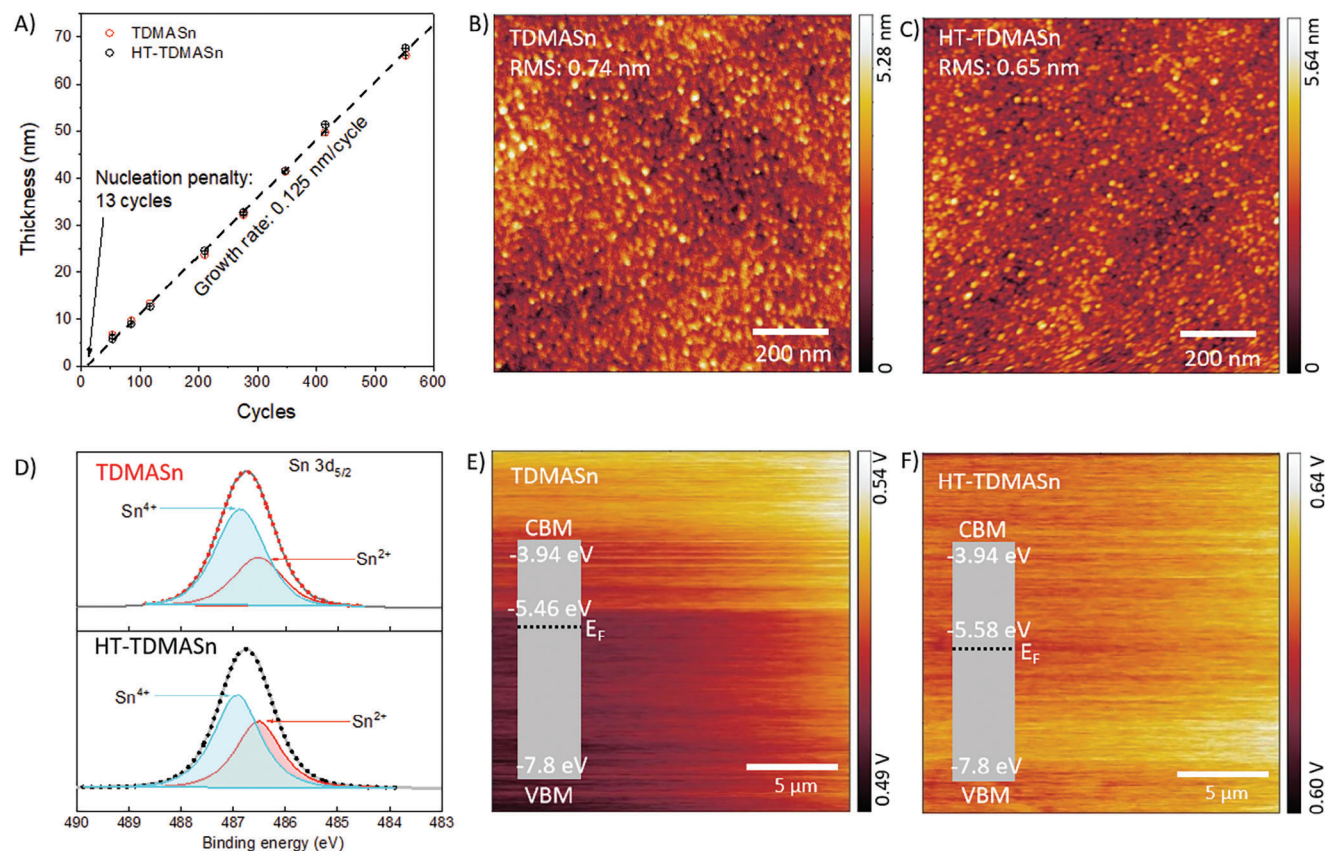 A)
TDMASn
HT-TDMASn
Thickness (nm)
70
60
50
40
30
20
10
0
Nucleation penalty:
13 cycles
Growth rate: 0.125 nm/cycle
0 100 200 300 400 500 600
Cycles
B)
TDMASn
RMS: 0.74 nm
200 nm
5.28 nm
0
C)
HT-TDMASn
RMS: 0.65 nm
200 nm
5.64 nm
0
D)
TDMASn
Sn 3d5/2
Sn4+
Sn2+
HT-TDMASn
Sn4+
Sn2+
490 489 488 487 486 485 484 483
Binding energy (eV)
E)
TDMASn
CBM
-3.94 eV
-5.46 eV
EF
-7.8 eV
VBM
5 µm
0.54 V
0.49 V
F)
HT-TDMASn
CBM
-3.94 eV
-5.58 eV
EF
-7.8 eV
VBM
5 µm
0.64 V
0.60 V